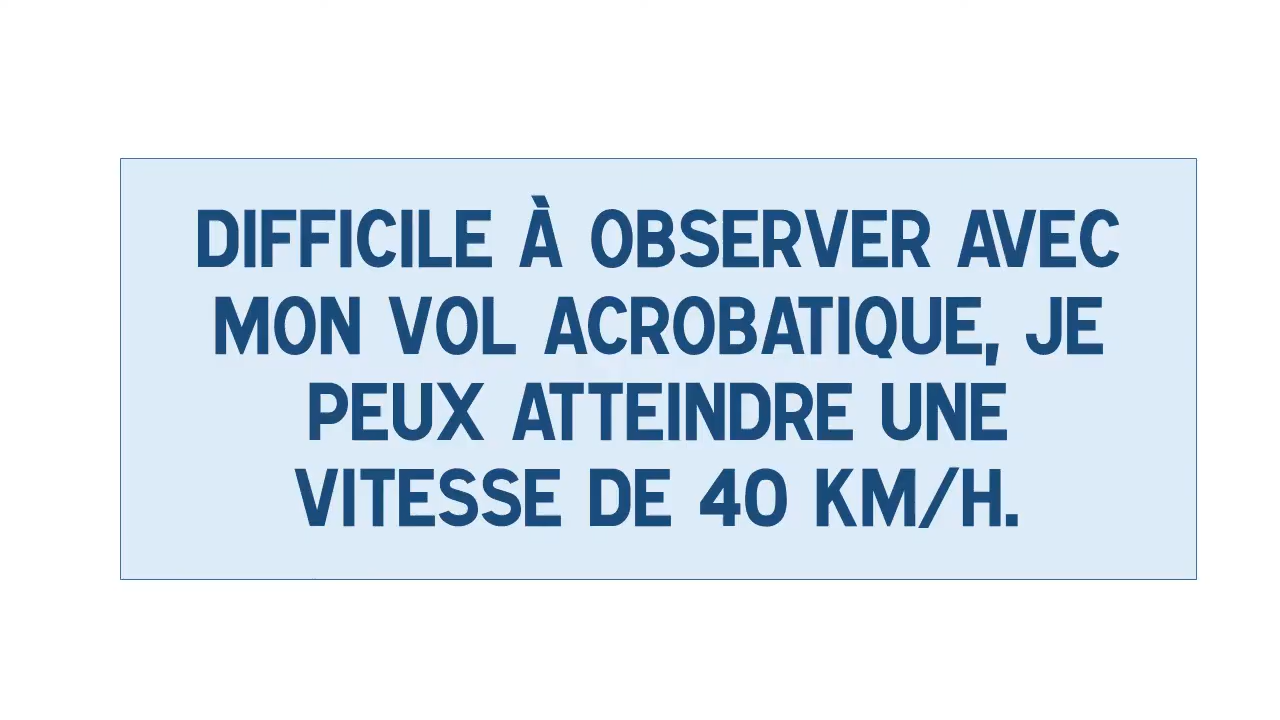 DIFFICILE À OBSERVER AVEC
MON VOL ACROBATIQUE, JE
PEUX ATTEINDRE UNE
VITESSE DE 40 KM/H.